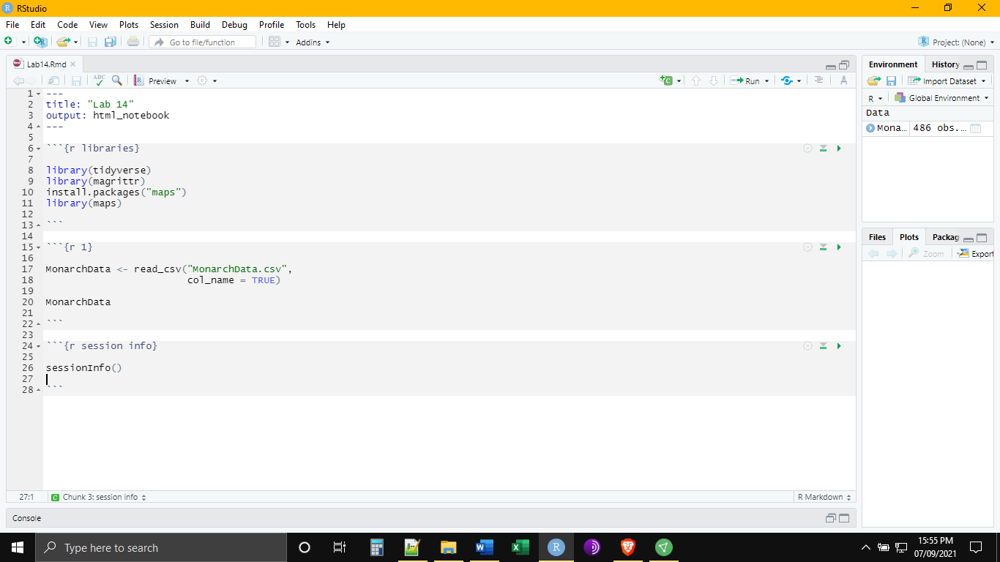 RStudio
File Edit Code View Plots Session Build Debug Profile Tools Help
Go to file/function Addins Project: (None)
Lab14.Rmd
ABC Preview Run
1 ---
2 title: "Lab 14"
3 output: html_notebook
4 ---
5
6 ```{r libraries}
7
8 library(tidyverse)
9 library(magrittr)
10 install.packages("maps")
11 library(maps)
12
13 ```
14
15 ```{r 1}
16
17 MonarchData <- read_csv("MonarchData.csv",
18 col_name = TRUE)
19
20 MonarchData
21
22 ```
23
24 ```{r session info}
25
26 sessionInfo()
27
28 ```
27:1 Chunk 3: session info R Markdown
Console
Environment History
Import Dataset
R Global Environment
Data
Mona... 486 obs...
Files Plots Packag
Zoom Export
Type here to search
15:55 PM
07/09/2021